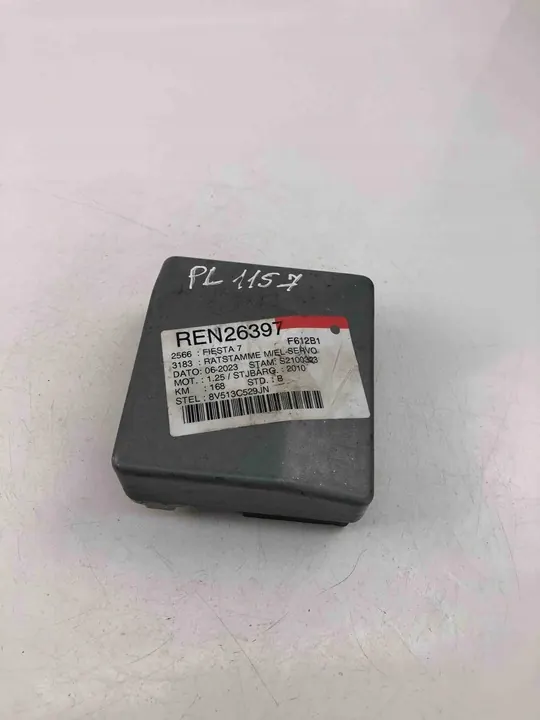 PL 1157
REN26397
F612B1
2566 : FIESTA 7
3183 : RATSTAMME M/EL-SERVO
DATO : 06-2023 STAM: S2100323
MOT. : 1.25 / STJBARG. : 2010
KM : 168 STD. : B
STEL : 8V513C529JN